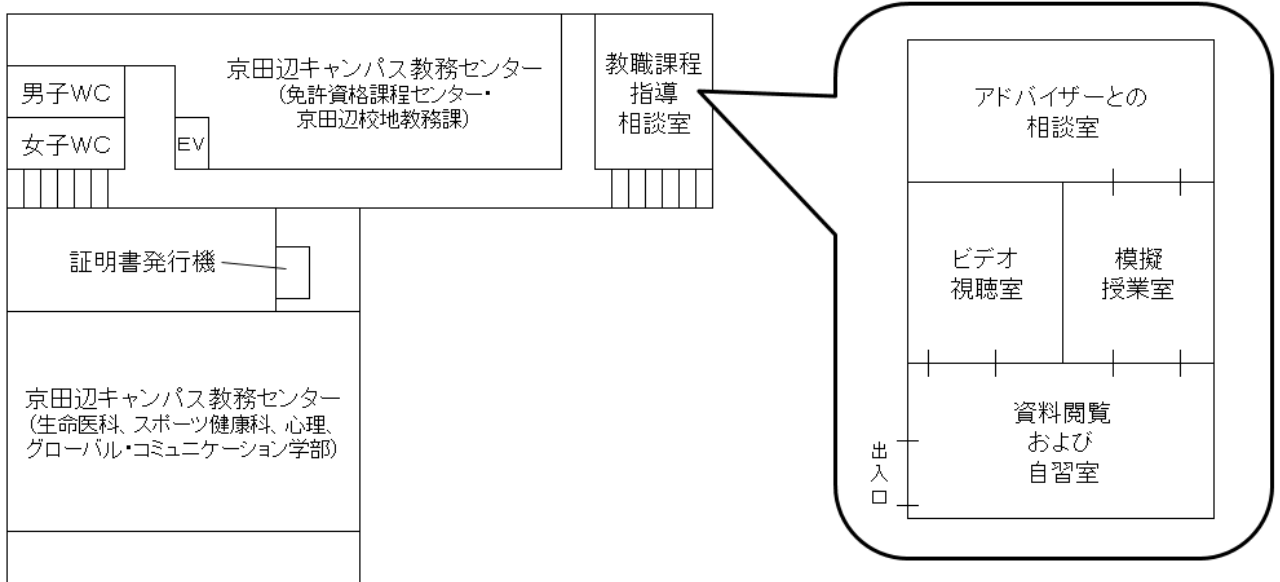 京田辺キャンパス教務センター
(免許資格課程センター・
京田辺校地教務課)
教職課程
指導
相談室
男子WC
女子WC
EV
証明書発行機
京田辺キャンパス教務センター
(生命医科、スポーツ健康科、心理、
グローバル・コミュニケーション学部)
アドバイザーとの
相談室
ビデオ
視聴室
模擬
授業室
資料閲覧
および
自習室
出入口